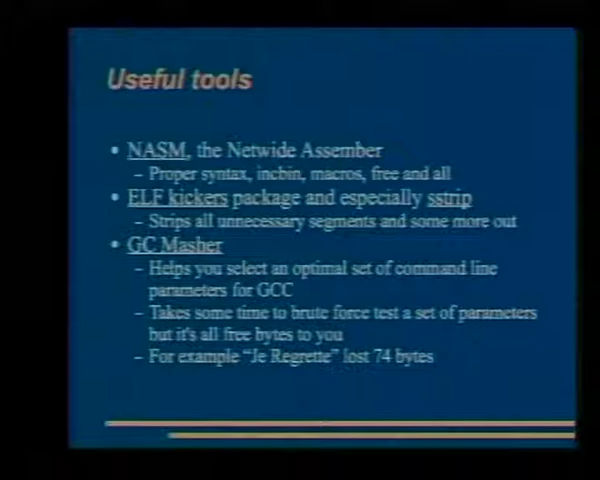 Useful tools
• NASM, the Netwide Assember
– Proper syntax, incbin, macros, free and all
• ELF kickers package and especially sstrip
– Strips all unnecessary segments and some more out
• GC Masher
– Helps you select an optimal set of command line
parameters for GCC
– Takes some time to brute force test a set of parameters
but it's all free bytes to you
– For example “Je Regrette” lost 74 bytes